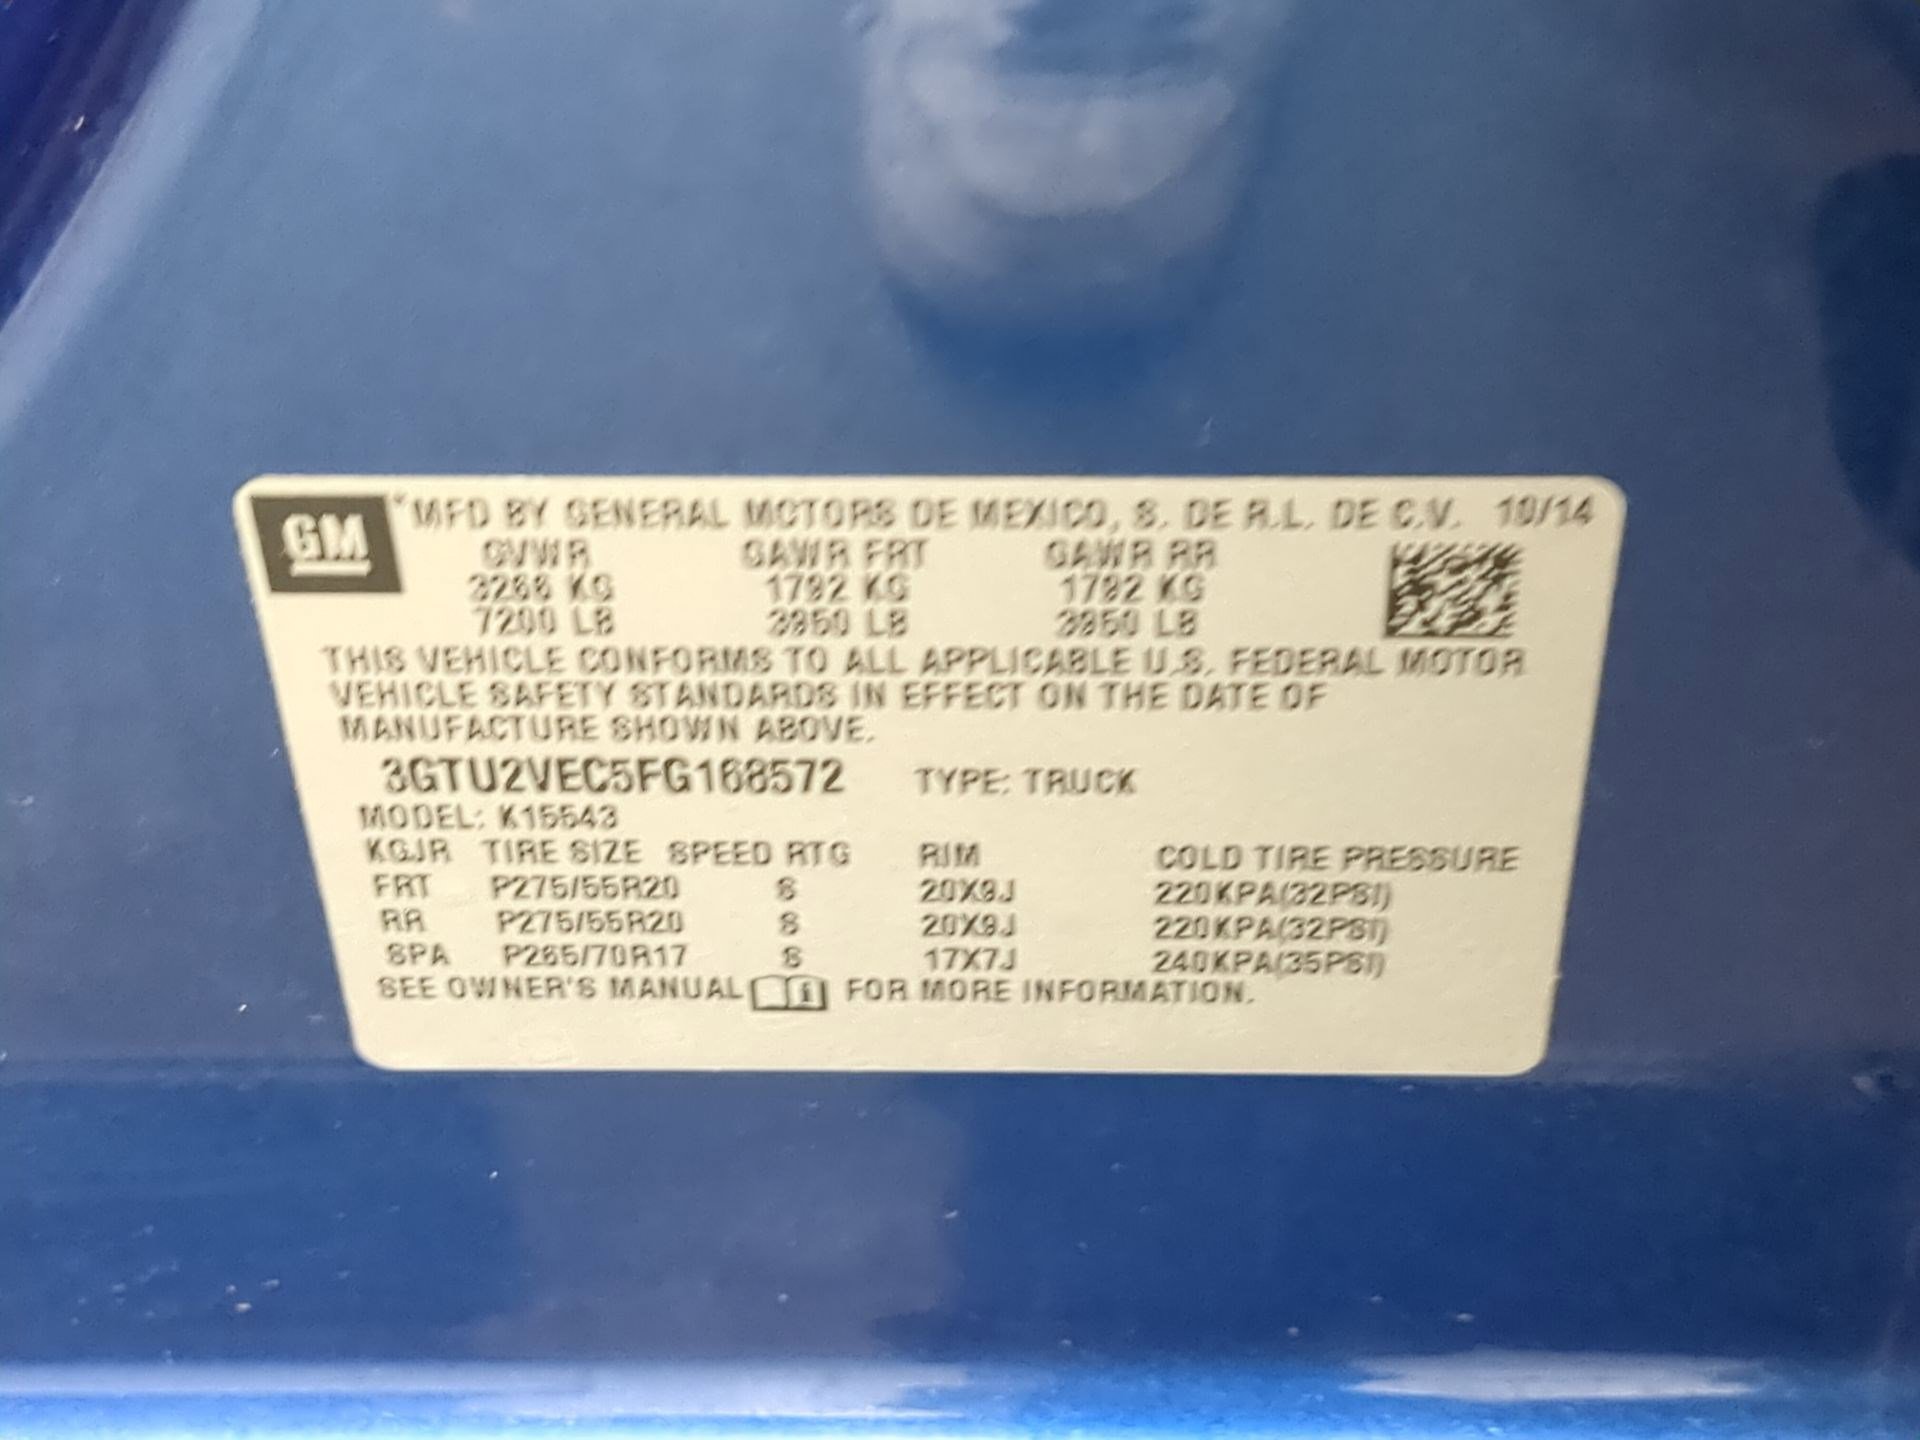 GM
*MFD BY GENERAL MOTORS DE MEXICO, S. DE R.L. DE C.V. 10/14
GVWR GAWR FRT GAWR RR
3266 KG 1792 KG 1792 KG
7200 LB 3950 LB 3950 LB
THIS VEHICLE CONFORMS TO ALL APPLICABLE U.S. FEDERAL MOTOR
VEHICLE SAFETY STANDARDS IN EFFECT ON THE DATE OF
MANUFACTURE SHOWN ABOVE.
3GTU2VEC5FG168572 TYPE: TRUCK
MODEL: K15543
KGJR TIRE SIZE SPEED RTG RIM COLD TIRE PRESSURE
FRT P275/55R20 S 20X9J 220KPA(32PSI)
RR P275/55R20 S 20X9J 220KPA(32PSI)
SPA P265/70R17 S 17X7J 240KPA(35PSI)
SEE OWNER'S MANUAL i FOR MORE INFORMATION.